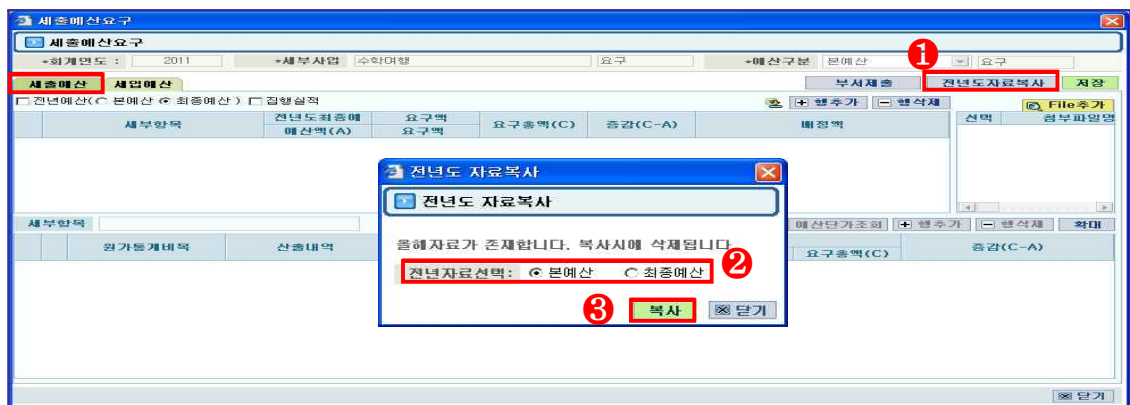 세출예산요구
세출예산요구
*회계연도 : 2011 *세부사업 수학여행 요구 *예산구분 본예산 요구
❶
세출예산 세입예산 부서제출 전년도자료복사 저장
전년예산( 본예산 최종예산 ) 집행실적 + 행추가 - 행삭제 File추가
세부항목 전년도최종예 요구액 요구총액(C) 증감(C-A) 배정액 선택 첨부파일명
예산액(A) 요구액
전년도 자료복사
전년도 자료복사
세부항목 예산단가조회 + 행추가 - 행삭제 확대
원가통계비목 산출내역 요구총액(C) 증감(C-A)
올해자료가 존재합니다. 복사시에 삭제됩니다
전년자료선택: 본예산 최종예산 ❷
❸ 복사 닫기
닫기